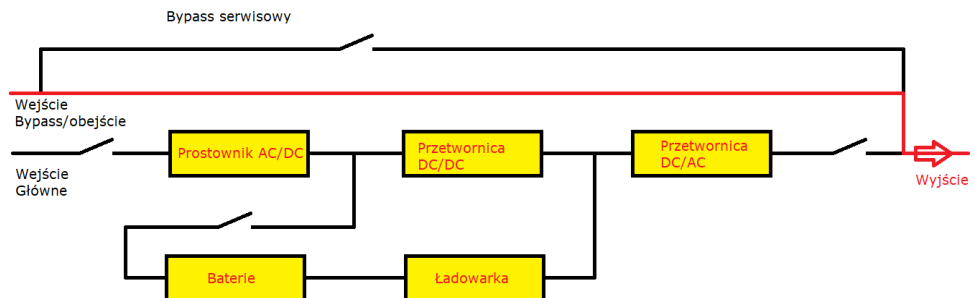 Bypass serwisowy
Wejście
Bypass/obejście
Prostownik AC/DC
Przetwornica
DC/DC
Przetwornica
DC/AC
Wejście
Główne
Wyjście
Baterie
Ładowarka